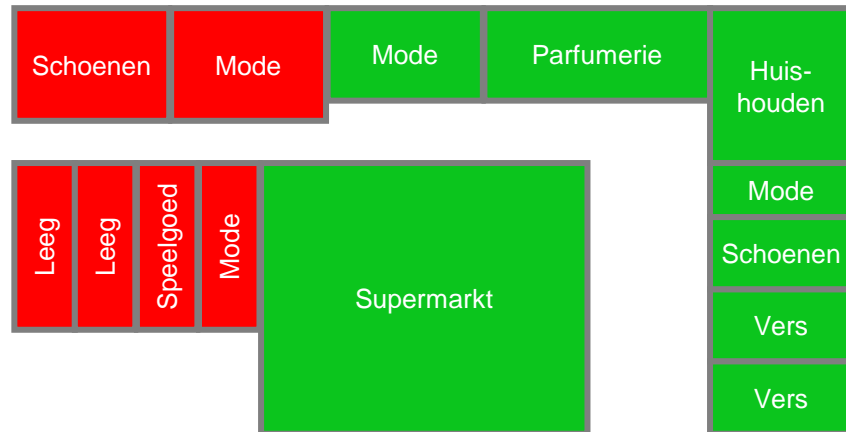 Schoenen
Mode
Mode
Parfumerie
Huis-
houden
Mode
Schoenen
Vers
Vers
Leeg
Leeg
Speelgoed
Mode
Supermarkt